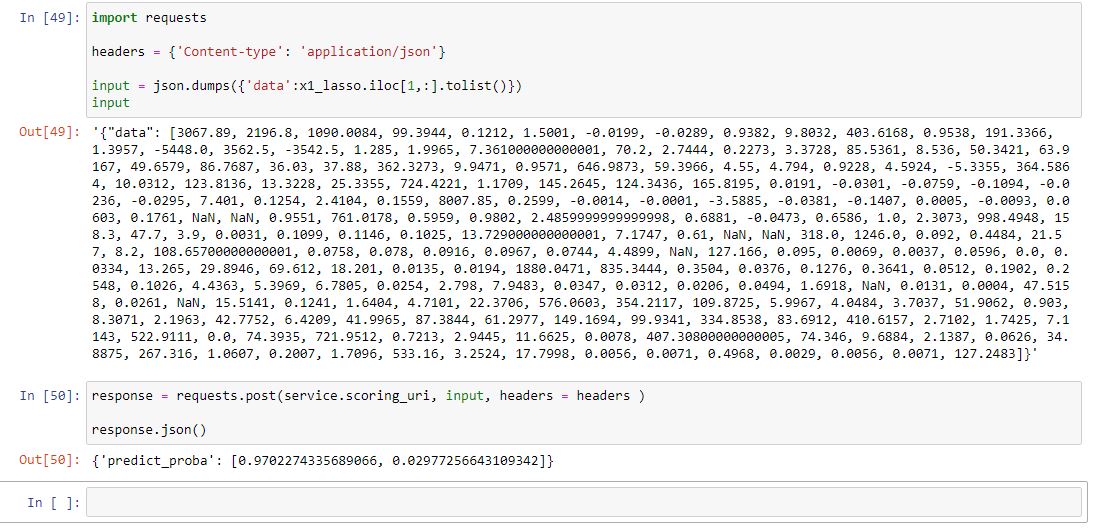 In [49]: import requests
headers = {'Content-type': 'application/json'}
input = json.dumps({'data':x1_lasso.iloc[1,:].tolist()})
input
Out[49]: '{"data": [3067.89, 2196.8, 1090.0084, 99.3944, 0.1212, 1.5001, -0.0199, -0.0289, 0.9382, 9.8032, 403.6168, 0.9538, 191.3366,
1.3957, -5448.0, 3562.5, -3542.5, 1.285, 1.9965, 7.361000000000001, 70.2, 2.7444, 0.2273, 3.3728, 85.5361, 8.536, 50.3421, 63.9
167, 49.6579, 86.7687, 36.03, 37.88, 362.3273, 9.9471, 0.9571, 646.9873, 59.3966, 4.55, 4.794, 0.9228, 4.5924, -5.3355, 364.586
4, 10.0312, 123.8136, 13.3228, 25.3355, 724.4221, 1.1709, 145.2645, 124.3436, 165.8195, 0.0191, -0.0301, -0.0759, -0.1094, -0.0
236, -0.0295, 7.401, 0.1254, 2.4104, 0.1559, 8007.85, 0.2599, -0.0014, -0.0001, -3.5885, -0.0381, -0.1407, 0.0005, -0.0093, 0.0
603, 0.1761, NaN, NaN, 0.9551, 761.0178, 0.5959, 0.9802, 2.4859999999999998, 0.6881, -0.0473, 0.6586, 1.0, 2.3073, 998.4948, 15
8.3, 47.7, 3.9, 0.0031, 0.1099, 0.1146, 0.1025, 13.729000000000001, 7.1747, 0.61, NaN, NaN, 318.0, 1246.0, 0.092, 0.4484, 21.5
7, 8.2, 108.65700000000001, 0.0758, 0.078, 0.0916, 0.0967, 0.0744, 4.4899, NaN, 127.166, 0.095, 0.0069, 0.0037, 0.0596, 0.0, 0.
0334, 13.265, 29.8946, 69.612, 18.201, 0.0135, 0.0194, 1880.0471, 835.3444, 0.3504, 0.0376, 0.1276, 0.3641, 0.0512, 0.1902, 0.2
548, 0.1026, 4.4363, 5.3969, 6.7805, 0.0254, 2.798, 7.9483, 0.0347, 0.0312, 0.0206, 0.0494, 1.6918, NaN, 0.0131, 0.0004, 47.515
8, 0.0261, NaN, 15.5141, 0.1241, 1.6404, 4.7101, 22.3706, 576.0603, 354.2117, 109.8725, 5.9967, 4.0484, 3.7037, 51.9062, 0.903,
8.3071, 2.1963, 42.7752, 6.4209, 41.9965, 87.3844, 61.2977, 149.1694, 99.9341, 334.8538, 83.6912, 410.6157, 2.7102, 1.7425, 7.1
143, 522.9111, 0.0, 74.3935, 721.9512, 0.7213, 2.9445, 11.6625, 0.0078, 407.30800000000005, 74.346, 9.6884, 2.1387, 0.0626, 34.
8875, 267.316, 1.0607, 0.2007, 1.7096, 533.16, 3.2524, 17.7998, 0.0056, 0.0071, 0.4968, 0.0029, 0.0056, 0.0071, 127.2483]}'
In [50]: response = requests.post(service.scoring_uri, input, headers = headers )
response.json()
Out[50]: {'predict_proba': [0.9702274335689066, 0.02977256643109342]}
In [ ]: